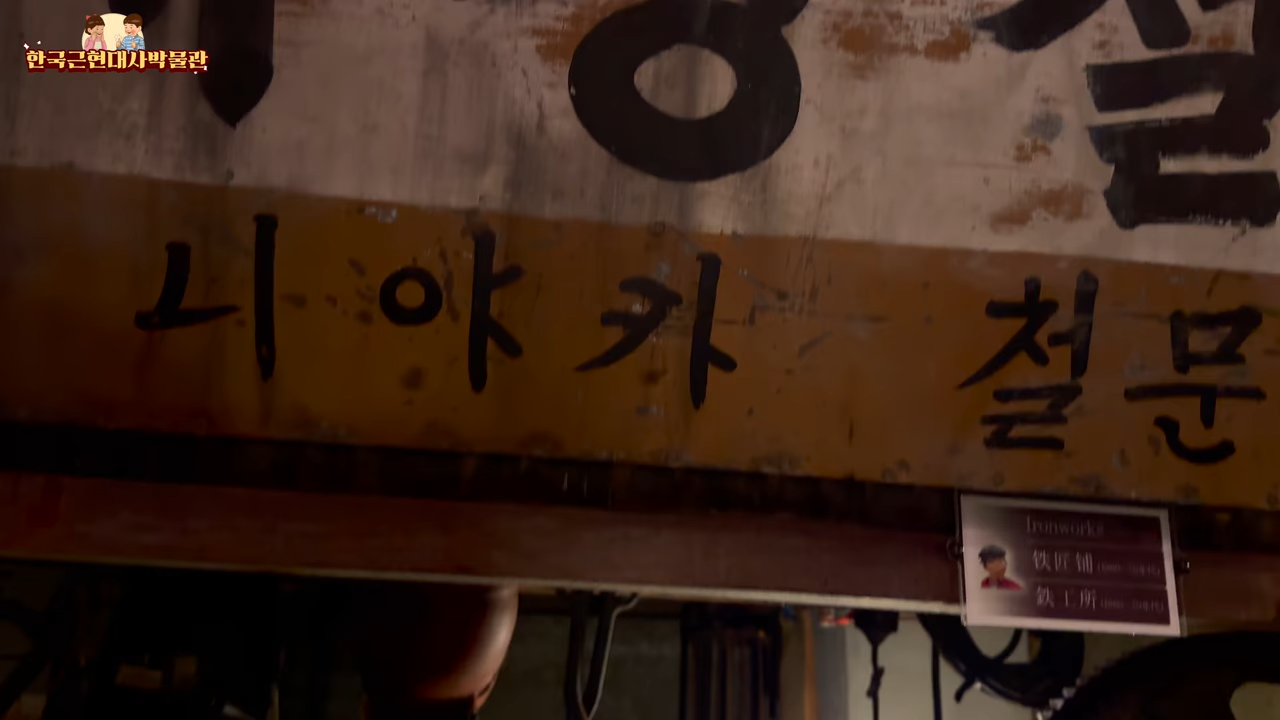 한국근현대사박물관
니야카 철문
Ironworks
铁匠铺
鉄工所